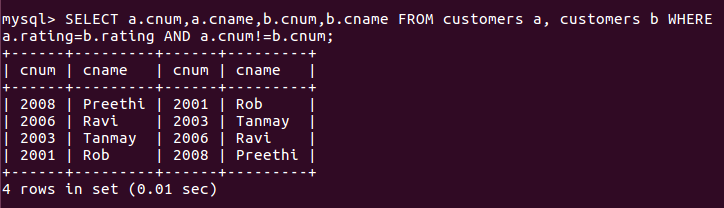 mysql> SELECT a.cnum,a.cname,b.cnum,b.cname FROM customers a, customers b WHERE
a.rating=b.rating AND a.cnum!=b.cnum;
+------+---------+------+---------+
| cnum | cname   | cnum | cname   |
+------+---------+------+---------+
| 2008 | Preethi | 2001 | Rob     |
| 2006 | Ravi    | 2003 | Tanmay  |
| 2003 | Tanmay  | 2006 | Ravi    |
| 2001 | Rob     | 2008 | Preethi |
+------+---------+------+---------+
4 rows in set (0.01 sec)